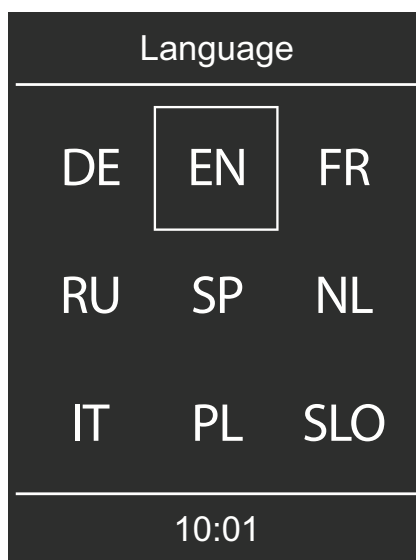 Language
DE EN FR
RU SP NL
IT PL SLO
10:01